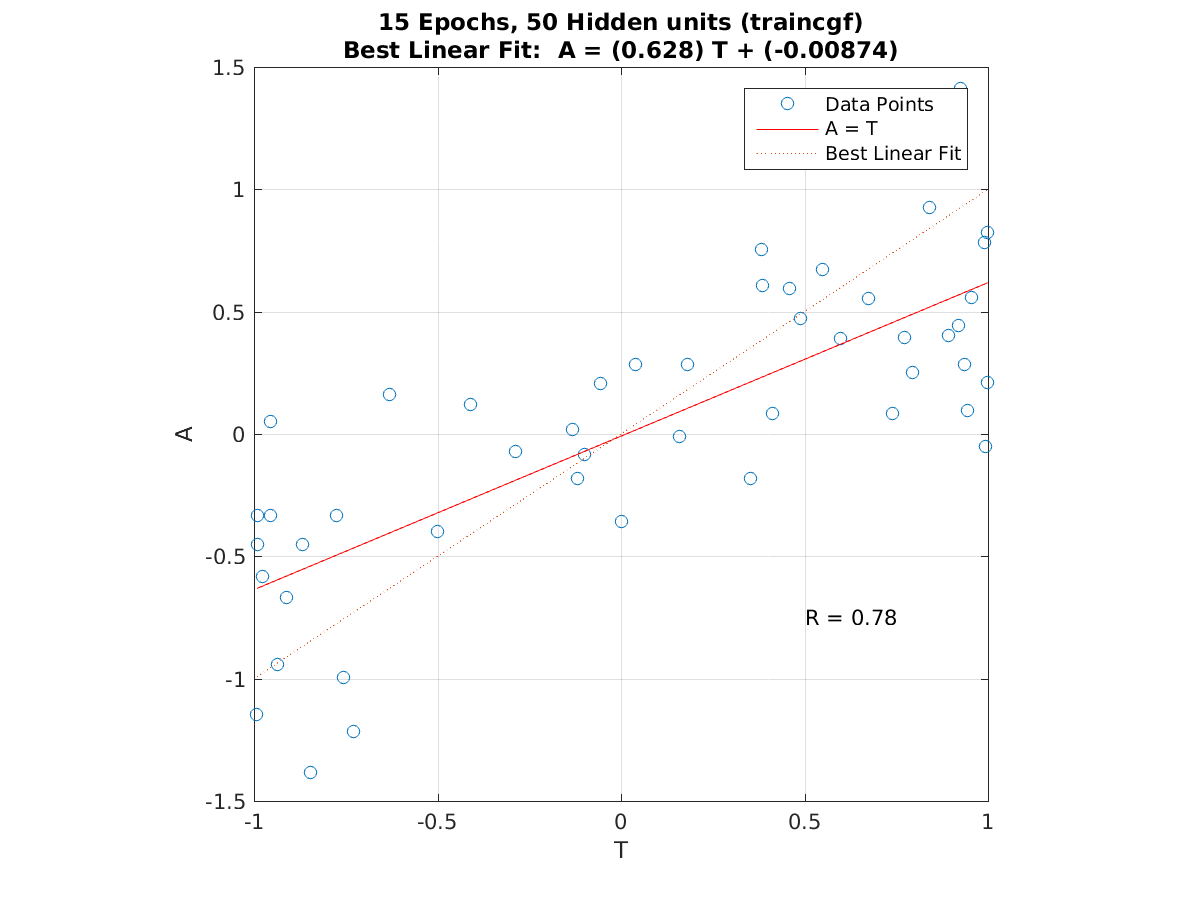 15 Epochs, 50 Hidden units (traincgf)
Best Linear Fit:  A = (0.628) T + (-0.00874)
1.5
Data Points
A = T
Best Linear Fit
1
0.5
A
0
-0.5
R = 0.78
-1
-1.5
-1 -0.5 0 0.5 1
T